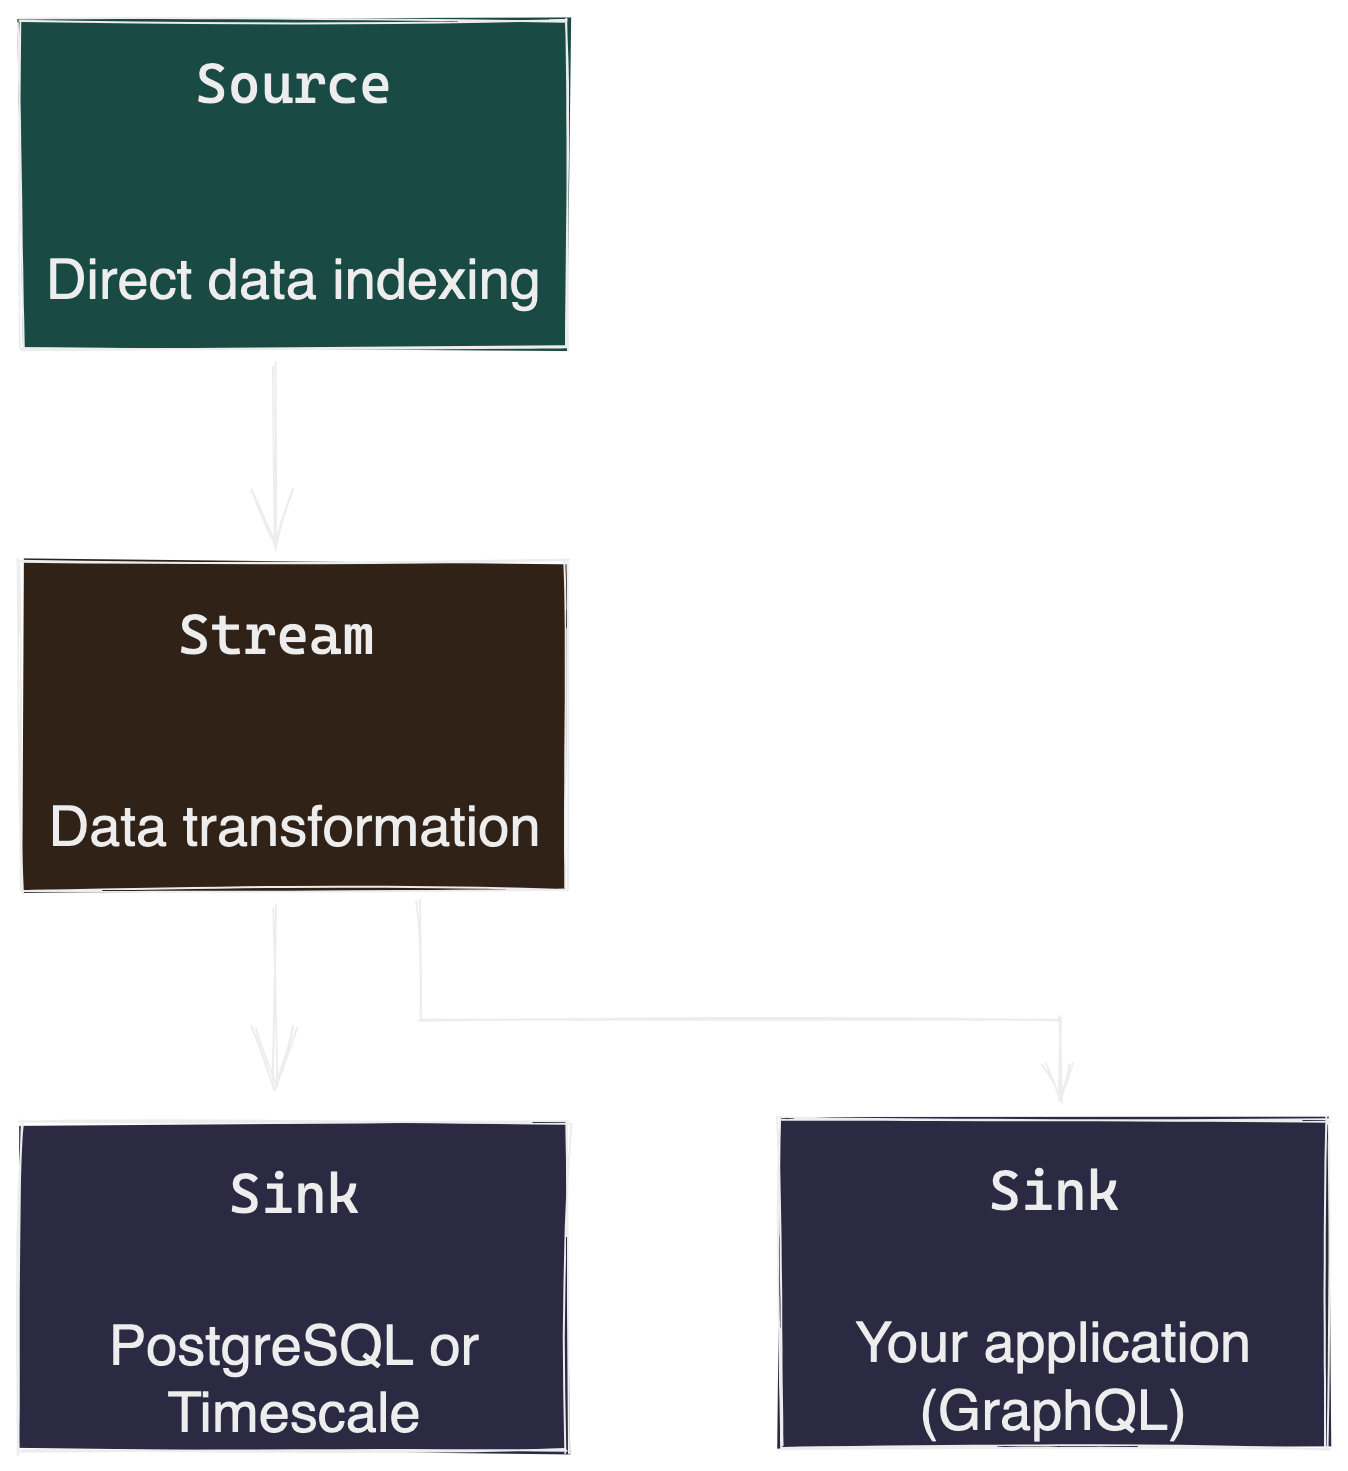 Source
Direct data indexing
Stream
Data transformation
Sink
PostgreSQL or
Timescale
Sink
Your application
(GraphQL)